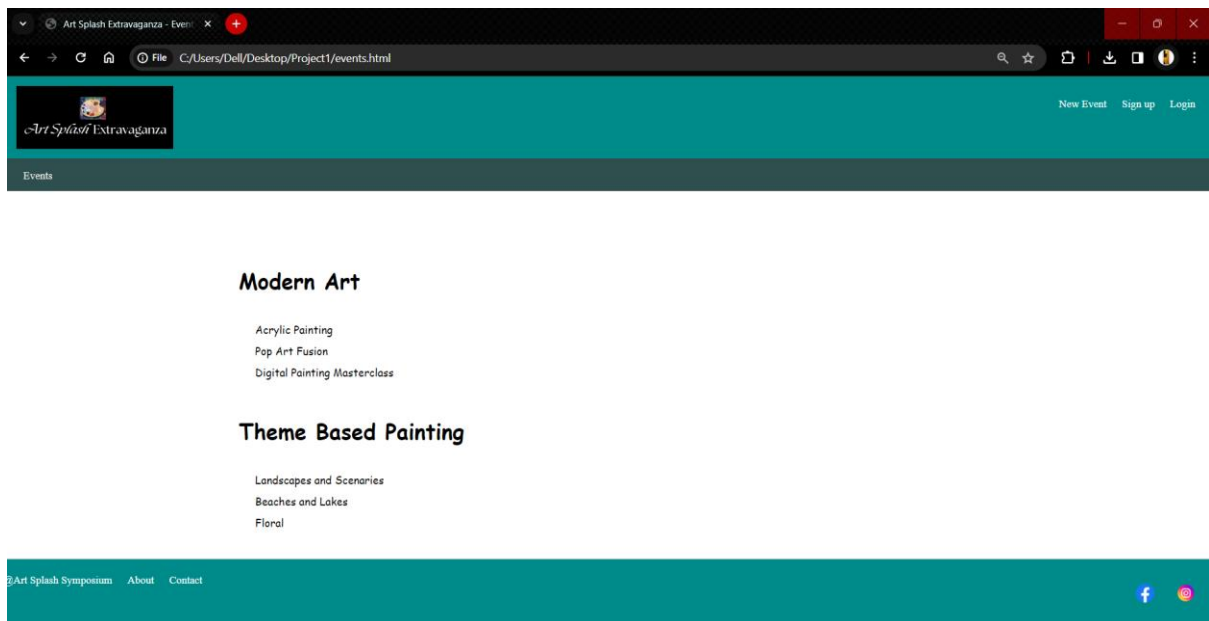 Art Splash Extravaganza - Event
File C:/Users/Dell/Desktop/Project1/events.html
Art Splash Extravaganza
New Event Sign up Login
Events
Modern Art
Acrylic Painting
Pop Art Fusion
Digital Painting Masterclass
Theme Based Painting
Landscapes and Scenaries
Beaches and Lakes
Floral
@Art Splash Symposium About Contact